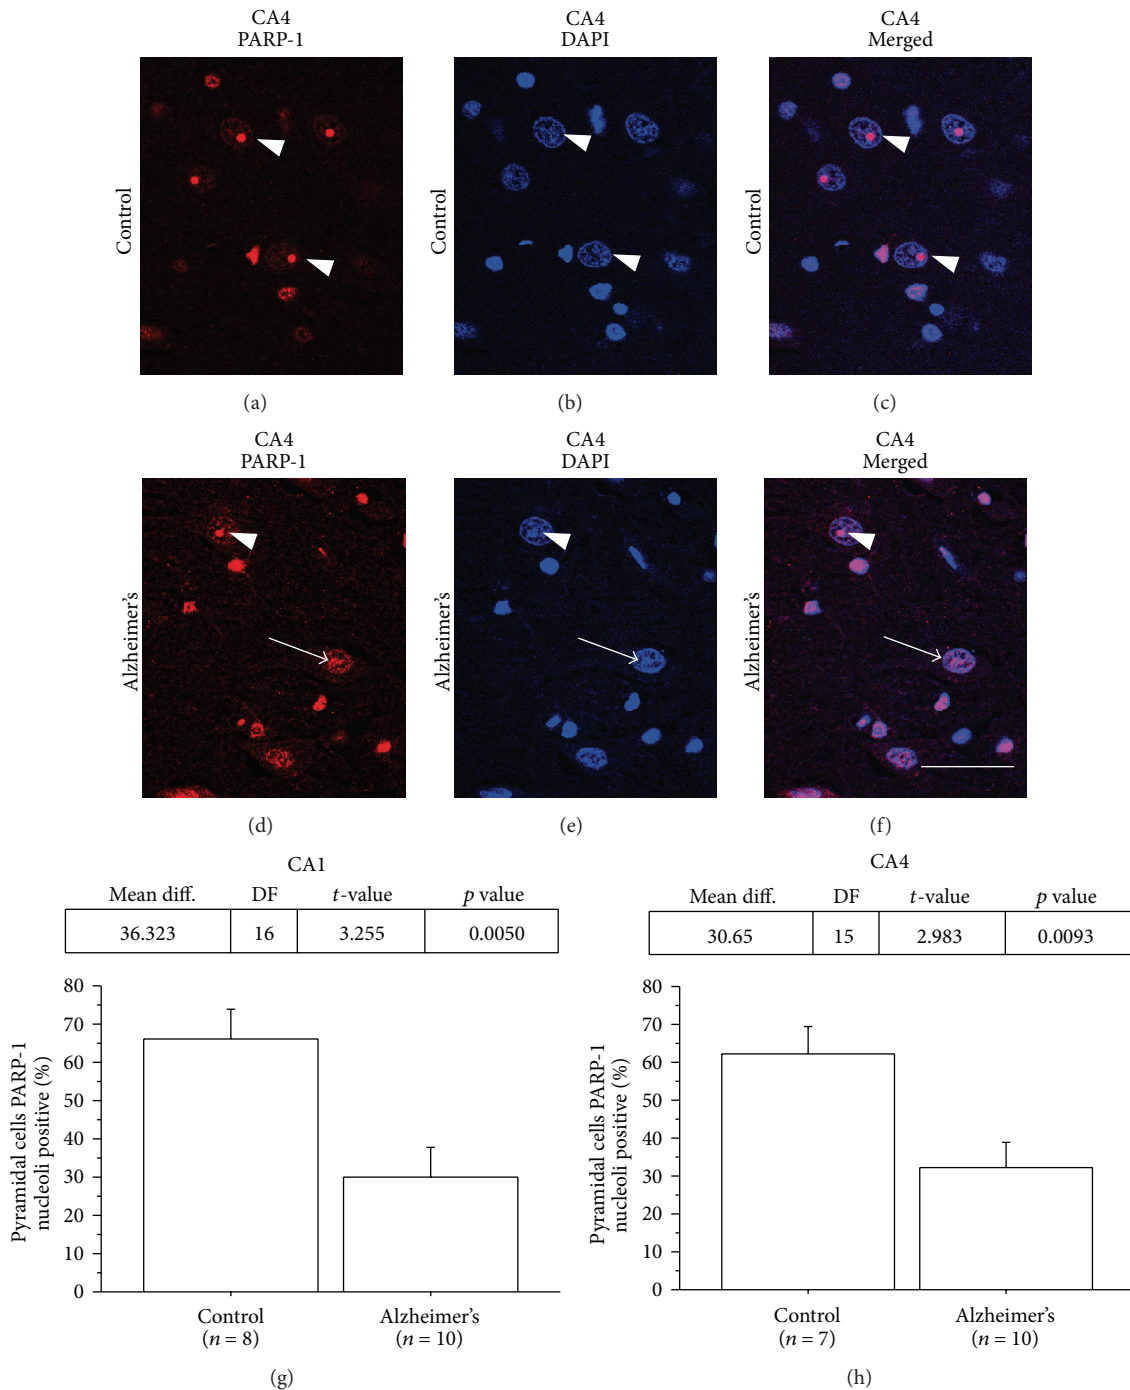 CA4
PARP-1
CA4
DAPI
CA4
Merged
Control
Control
Control
(a)
(b)
(c)
CA4
PARP-1
CA4
DAPI
CA4
Merged
Alzheimer's
Alzheimer's
Alzheimer's
(d)
(e)
(f)
CA1
Mean diff. DF t-value p value
36.323 16 3.255 0.0050
80
70
60
50
40
30
20
10
0
Pyramidal cells PARP-1
nucleoli positive (%)
Control
(n = 8)
Alzheimer's
(n = 10)
(g)
CA4
Mean diff. DF t-value p value
30.65 15 2.983 0.0093
80
70
60
50
40
30
20
10
0
Pyramidal cells PARP-1
nucleoli positive (%)
Control
(n = 7)
Alzheimer's
(n = 10)
(h)